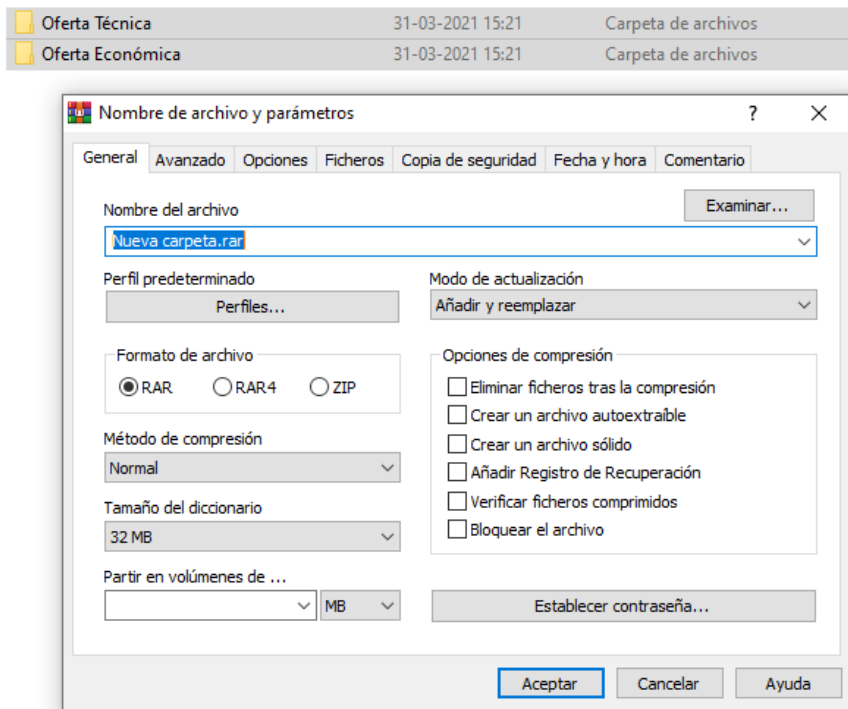 Oferta Técnica 31-03-2021 15:21 Carpeta de archivos
Oferta Económica 31-03-2021 15:21 Carpeta de archivos
Nombre de archivo y parámetros ?
General Avanzado Opciones Ficheros Copia de seguridad Fecha y hora Comentario
Nombre del archivo Examinar...
Nueva carpeta.rar
Perfil predeterminado Modo de actualización
Perfiles... Añadir y reemplazar
Formato de archivo Opciones de compresión
RAR RAR4 ZIP Eliminar ficheros tras la compresión
Crear un archivo autoextraíble
Método de compresión Crear un archivo sólido
Normal Añadir Registro de Recuperación
Tamaño del diccionario Verificar ficheros comprimidos
32 MB Bloquear el archivo
Partir en volúmenes de ...
MB Establecer contraseña...
Aceptar Cancelar Ayuda